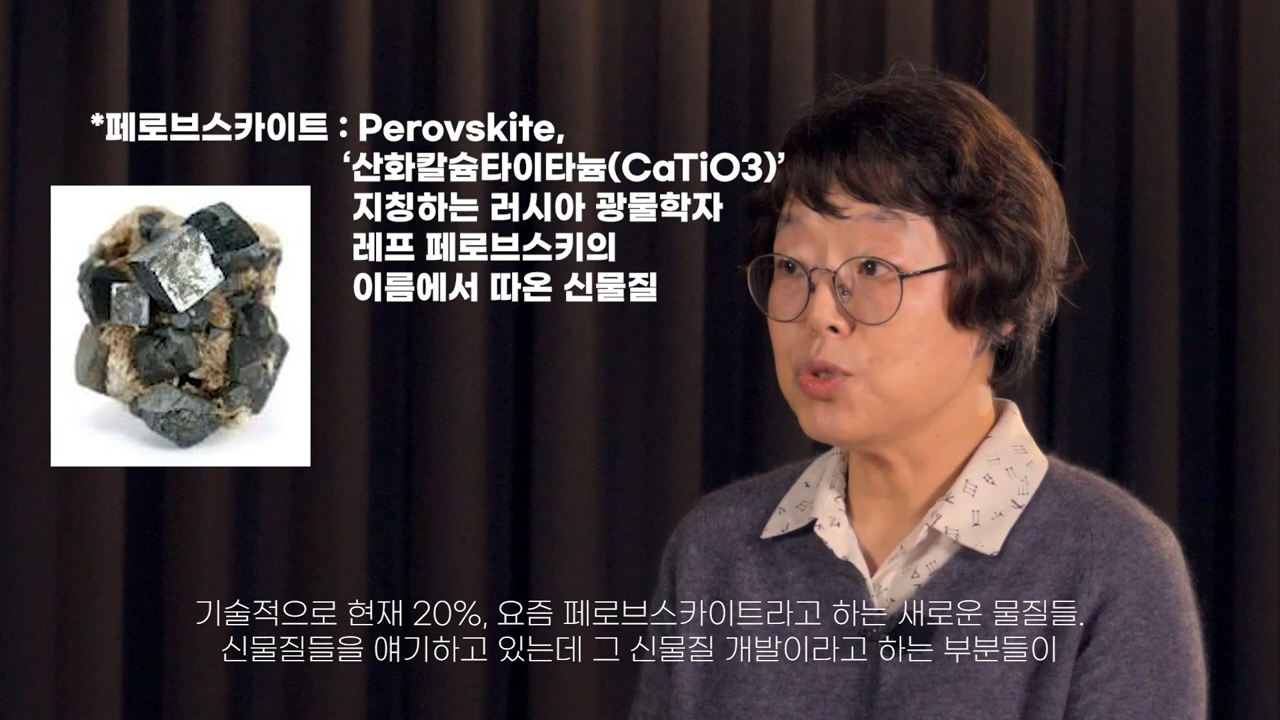 *페로브스카이트 : Perovskite,
‘산화칼슘타이타늄(CaTiO3)’
지칭하는 러시아 광물학자
레프 페로브스키의
이름에서 따온 신물질
기술적으로 현재 20%, 요즘 페로브스카이트라고 하는 새로운 물질들.
신물질들을 얘기하고 있는데 그 신물질 개발이라고 하는 부분들이